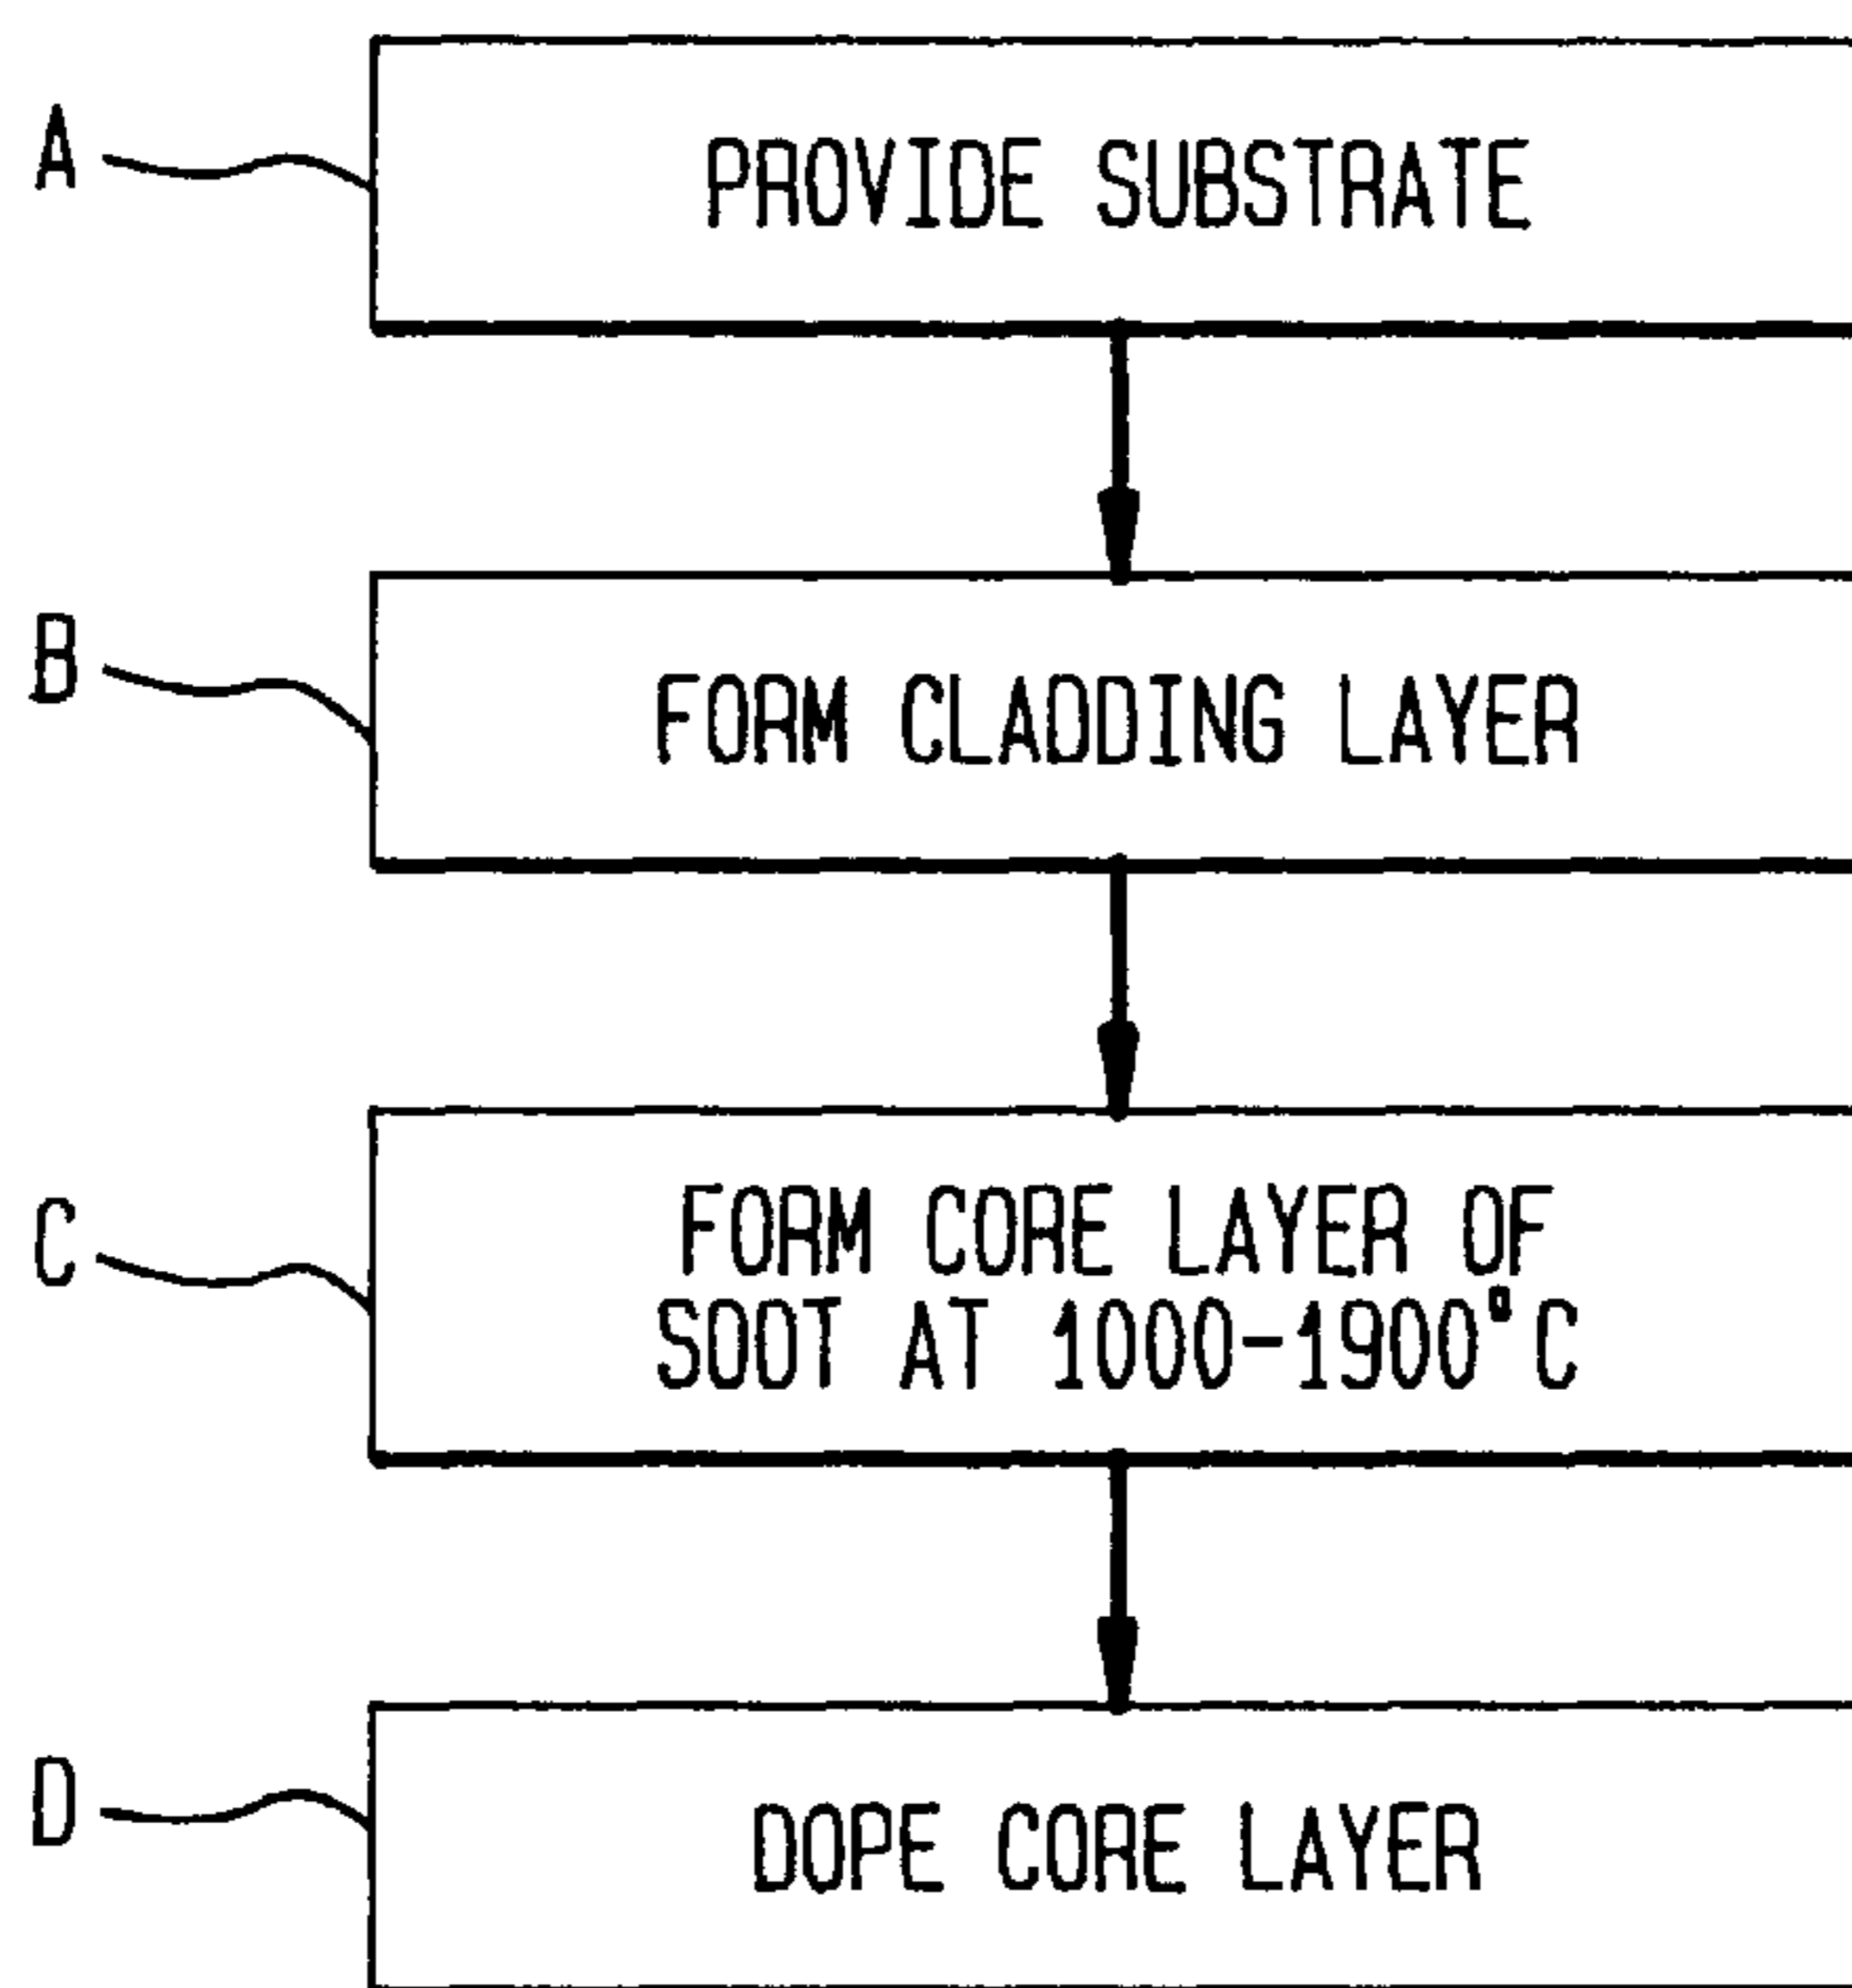 A
PROVIDE SUBSTRATE
B
FORM CLADDING LAYER
C
FORM CORE LAYER OF
SOOT AT 1000-1900°C
D
DOPE CORE LAYER